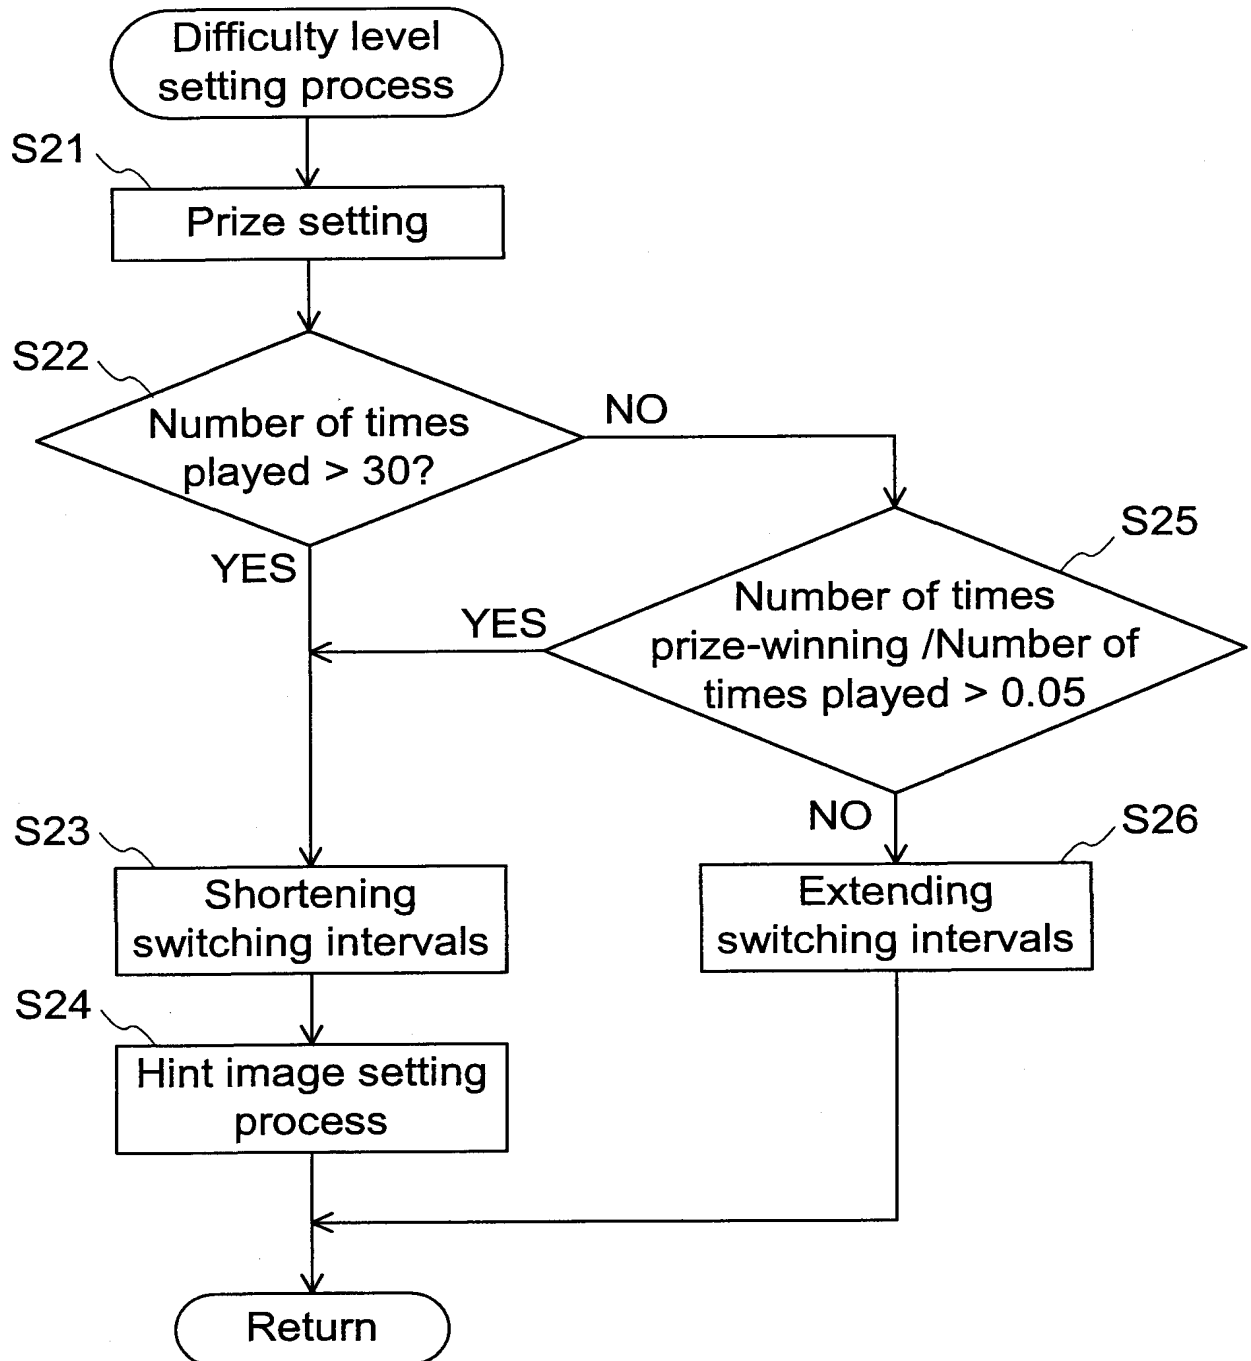 Difficulty level
setting process
S21
Prize setting
S22
Number of times
played > 30?
NO
YES
S25
Number of times
prize-winning /Number of
times played > 0.05
YES
NO
S23
Shortening
switching intervals
S26
Extending
switching intervals
S24
Hint image setting
process
Return